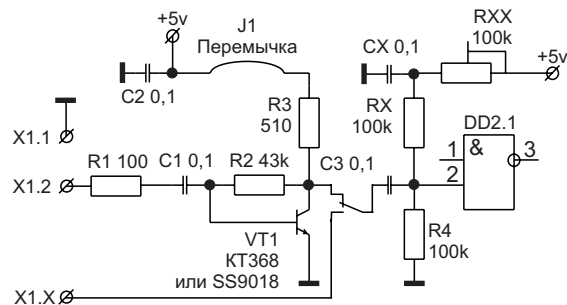 +5v
J1
Перемычка
C2 0,1
R3
510
CX 0,1
RXX
100k
+5v
RX
100k
DD2.1
X1.1
X1.2
R1 100
C1 0,1
R2 43k
C3 0,1
1
&
3
2
VT1
КТ368
или SS9018
R4
100k
X1.X